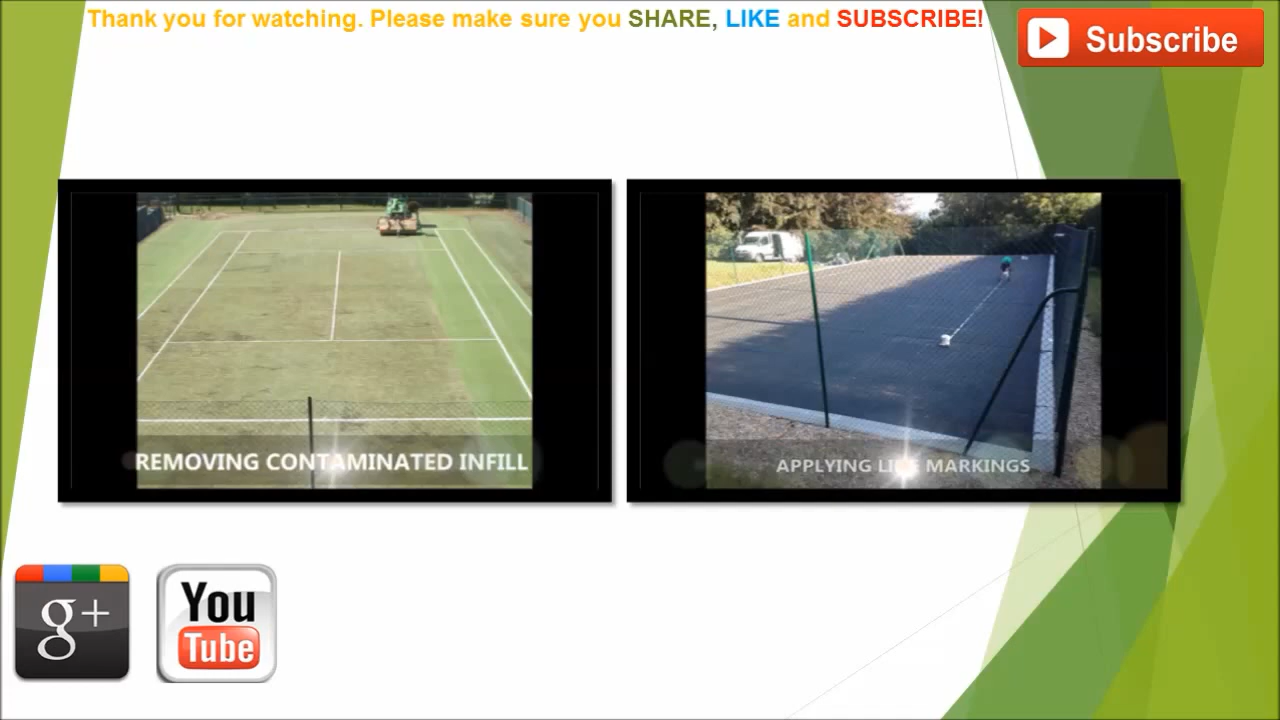 Thank you for watching. Please make sure you SHARE, LIKE and SUBSCRIBE!
Subscribe
REMOVING CONTAMINATED INFILL
APPLYING LINE MARKINGS
g+
You
Tube